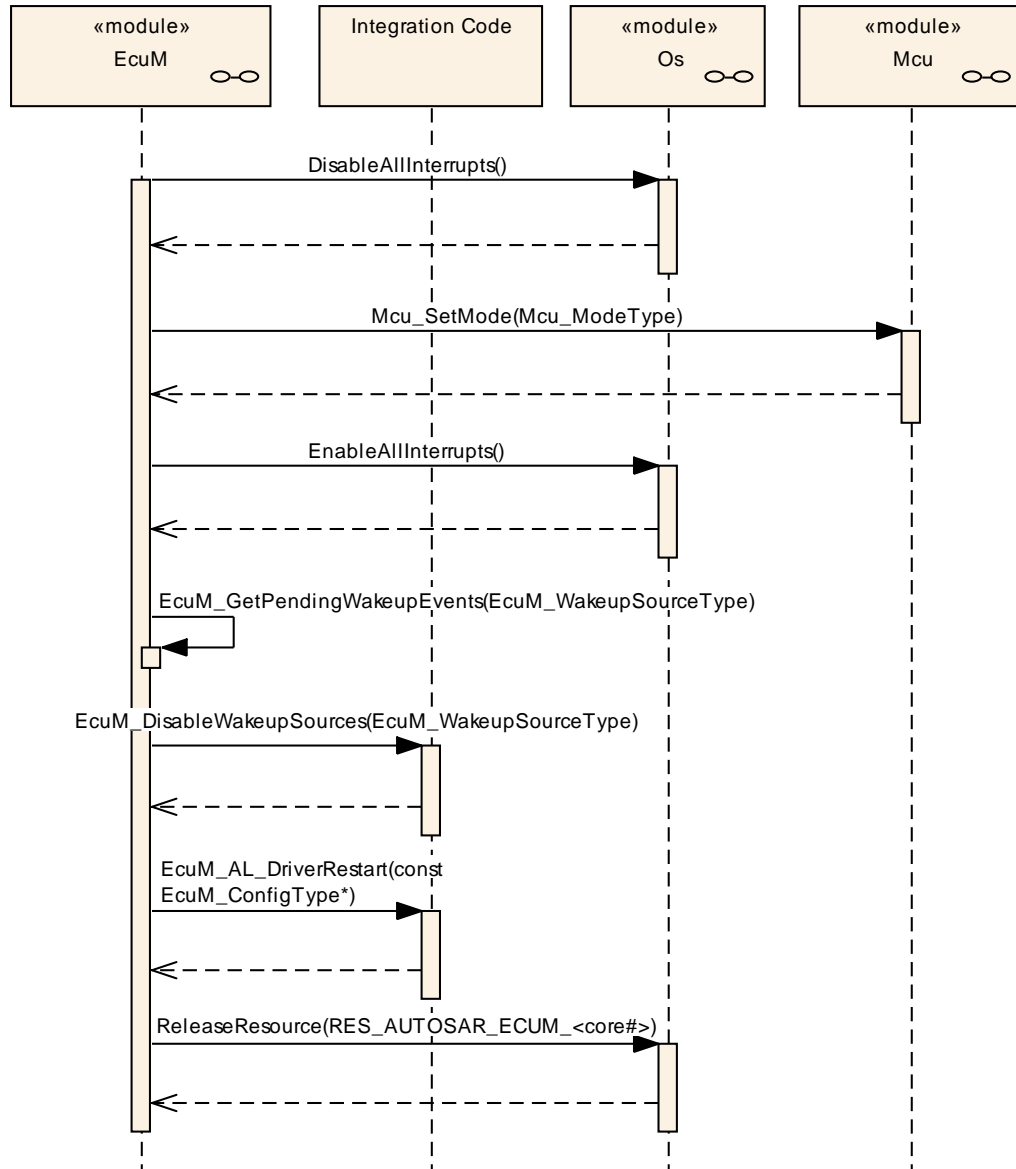 «module»
EcuM
Integration Code
«module»
Os
«module»
Mcu
DisableAllInterrupts()
Mcu_SetMode(Mcu_ModeType)
EnableAllInterrupts()
EcuM_GetPendingWakeupEvents(EcuM_WakeupSourceType)
EcuM_DisableWakeupSources(EcuM_WakeupSourceType)
EcuM_AL_DriverRestart(const
EcuM_ConfigType*)
ReleaseResource(RES_AUTOSAR_ECUM_<core#>)